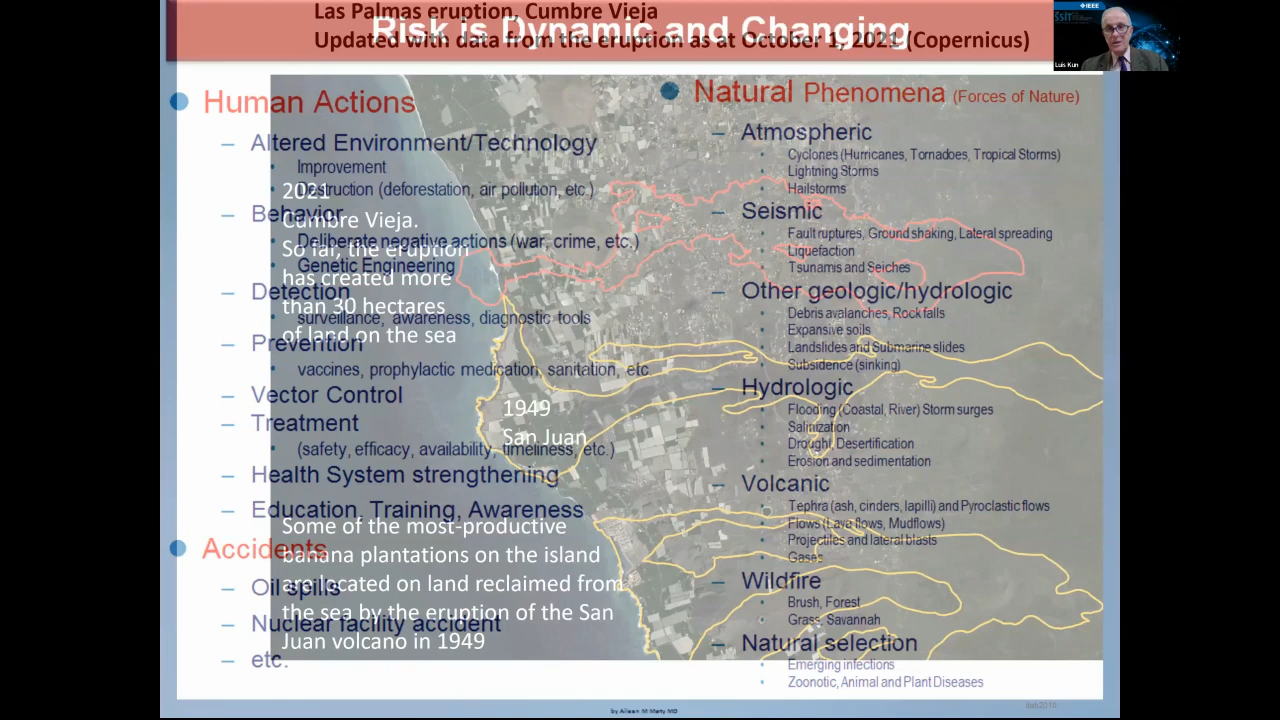 Las Palmas eruption, Cumbre Vieja
Updated with data from the eruption as at October 1, 2021 (Copernicus)
Risk Is Dynamic and Changing
IEEE
SSIT
Luis Kun
Human Actions
– Altered Environment/Technology
Improvement
Destruction (deforestation, air pollution, etc.)
– Behavior
Deliberate negative actions (war, crime, etc.)
Genetic Engineering
– Detection
surveillance, awareness, diagnostic tools
– Prevention
vaccines, prophylactic medication, sanitation, etc
– Vector Control
– Treatment
(safety, efficacy, availability, timeliness, etc.)
– Health System strengthening
– Education, Training, Awareness
Accidents
– Oil spills
– Nuclear facility accident
– etc.
2021
Cumbre Vieja.
So far, the eruption
has created more
than 30 hectares
of land on the sea
1949
San Juan
Some of the most-productive
banana plantations on the island
are located on land reclaimed from
the sea by the eruption of the San
Juan volcano in 1949
Natural Phenomena (Forces of Nature)
– Atmospheric
Cyclones (Hurricanes, Tornadoes, Tropical Storms)
Lightning Storms
Hailstorms
– Seismic
Fault ruptures, Ground shaking, Lateral spreading
Liquefaction
Tsunamis and Seiches
– Other geologic/hydrologic
Debris avalanches, Rockfalls
Expansive soils
Landslides and Submarine slides
Subsidence (sinking)
– Hydrologic
Flooding (Coastal, River) Storm surges
Salinization
Drought, Desertification
Erosion and sedimentation
– Volcanic
Tephra (ash, cinders, lapilli) and Pyroclastic flows
Flows (Lava flows, Mudflows)
Projectiles and lateral blasts
Gases
– Wildfire
Brush, Forest
Grass, Savannah
– Natural selection
Emerging infections
Zoonotic, Animal and Plant Diseases
by Aileen M Marty MD